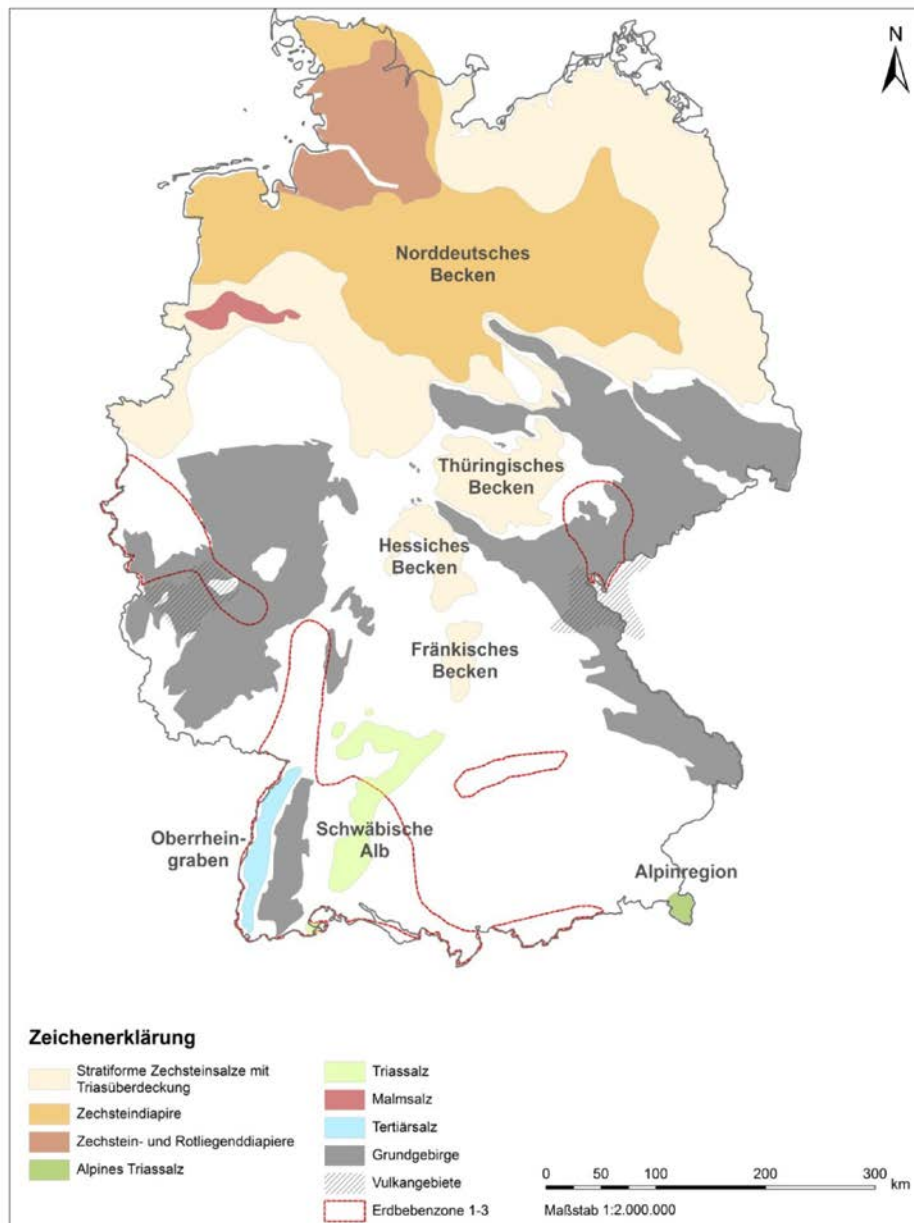 N
Norddeutsches
Becken
Thüringisches
Becken
Hessiches
Becken
Fränkisches
Becken
Oberrhein-
graben
Schwäbische
Alb
Alpinregion
Zeichenerklärung
Stratiforme Zechsteinsalze mit
Triasüberdeckung
Zechsteindiapire
Zechstein- und Rotliegenddiapiere
Alpines Triassalz
Triassalz
Malmsalz
Tertiärsalz
Grundgebirge
Vulkangebiete
Erdbebenzone 1-3
0 50 100 200 300
km
Maßstab 1:2.000.000